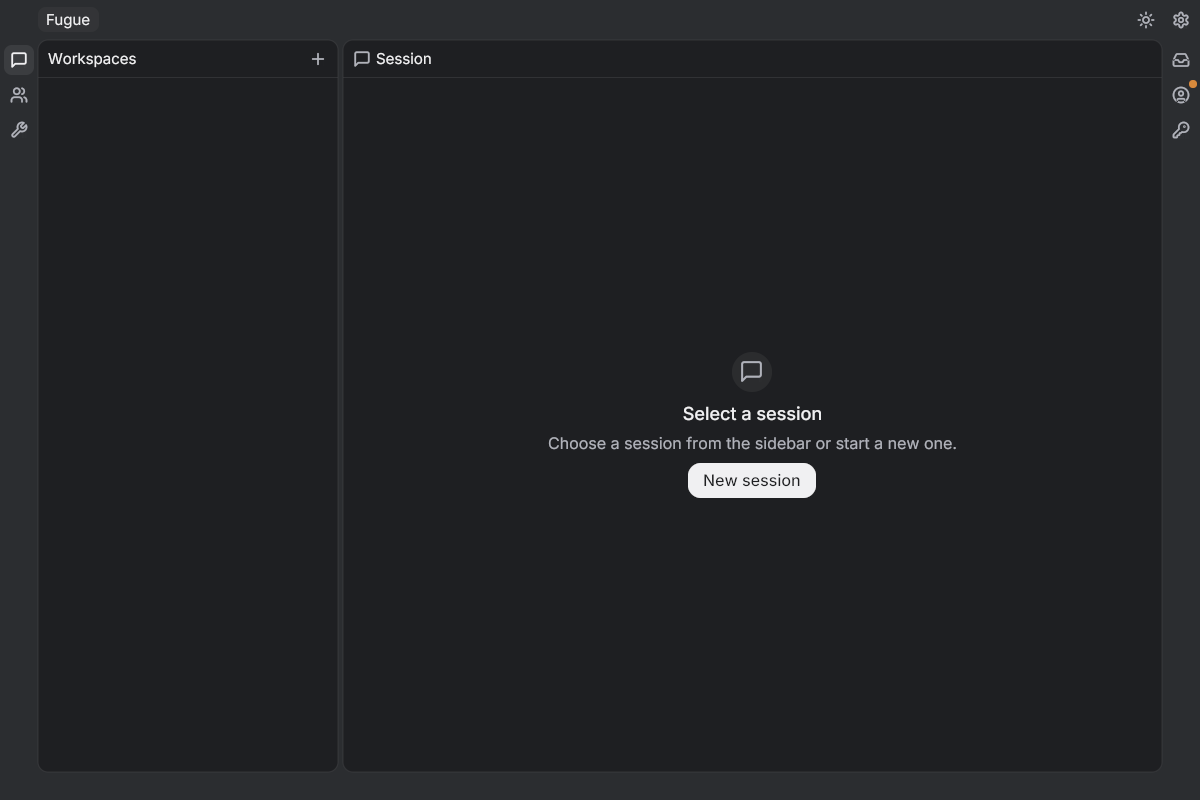 Fugue
Workspaces
Session
Select a session
Choose a session from the sidebar or start a new one.
New session